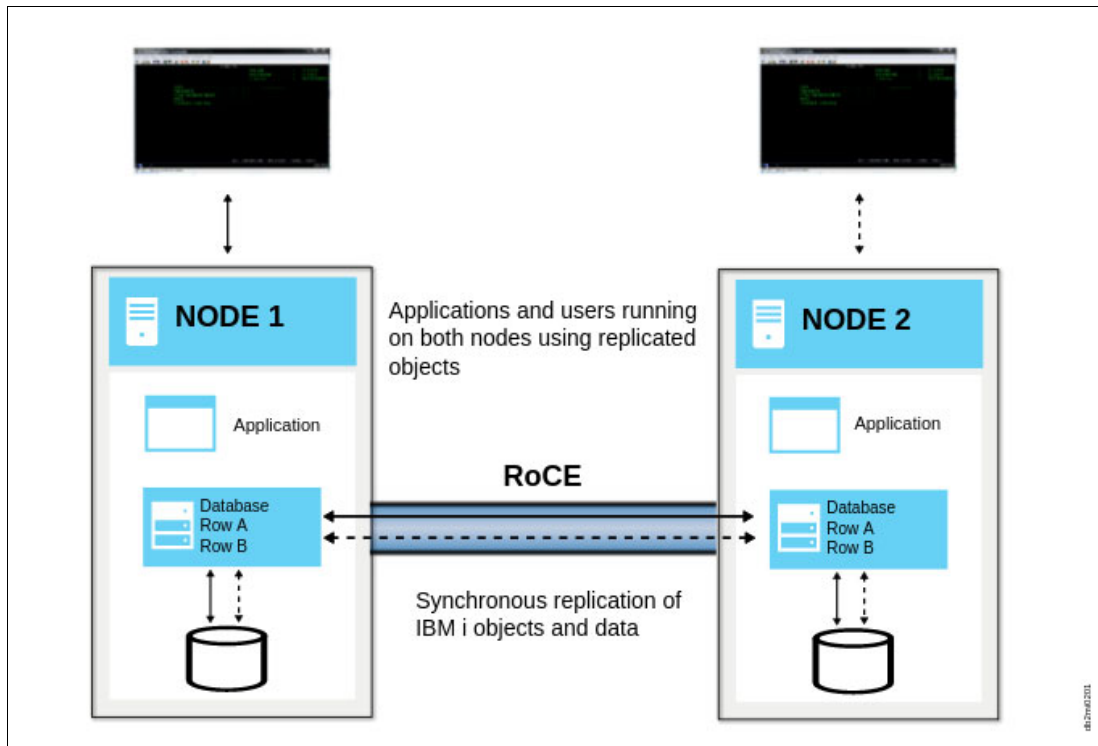 NODE 1
Applications and users running
on both nodes using replicated
objects
NODE 2
Application
Application
RoCE
Database
Row A
Row B
Database
Row A
Row B
Synchronous replication of
IBM i objects and data